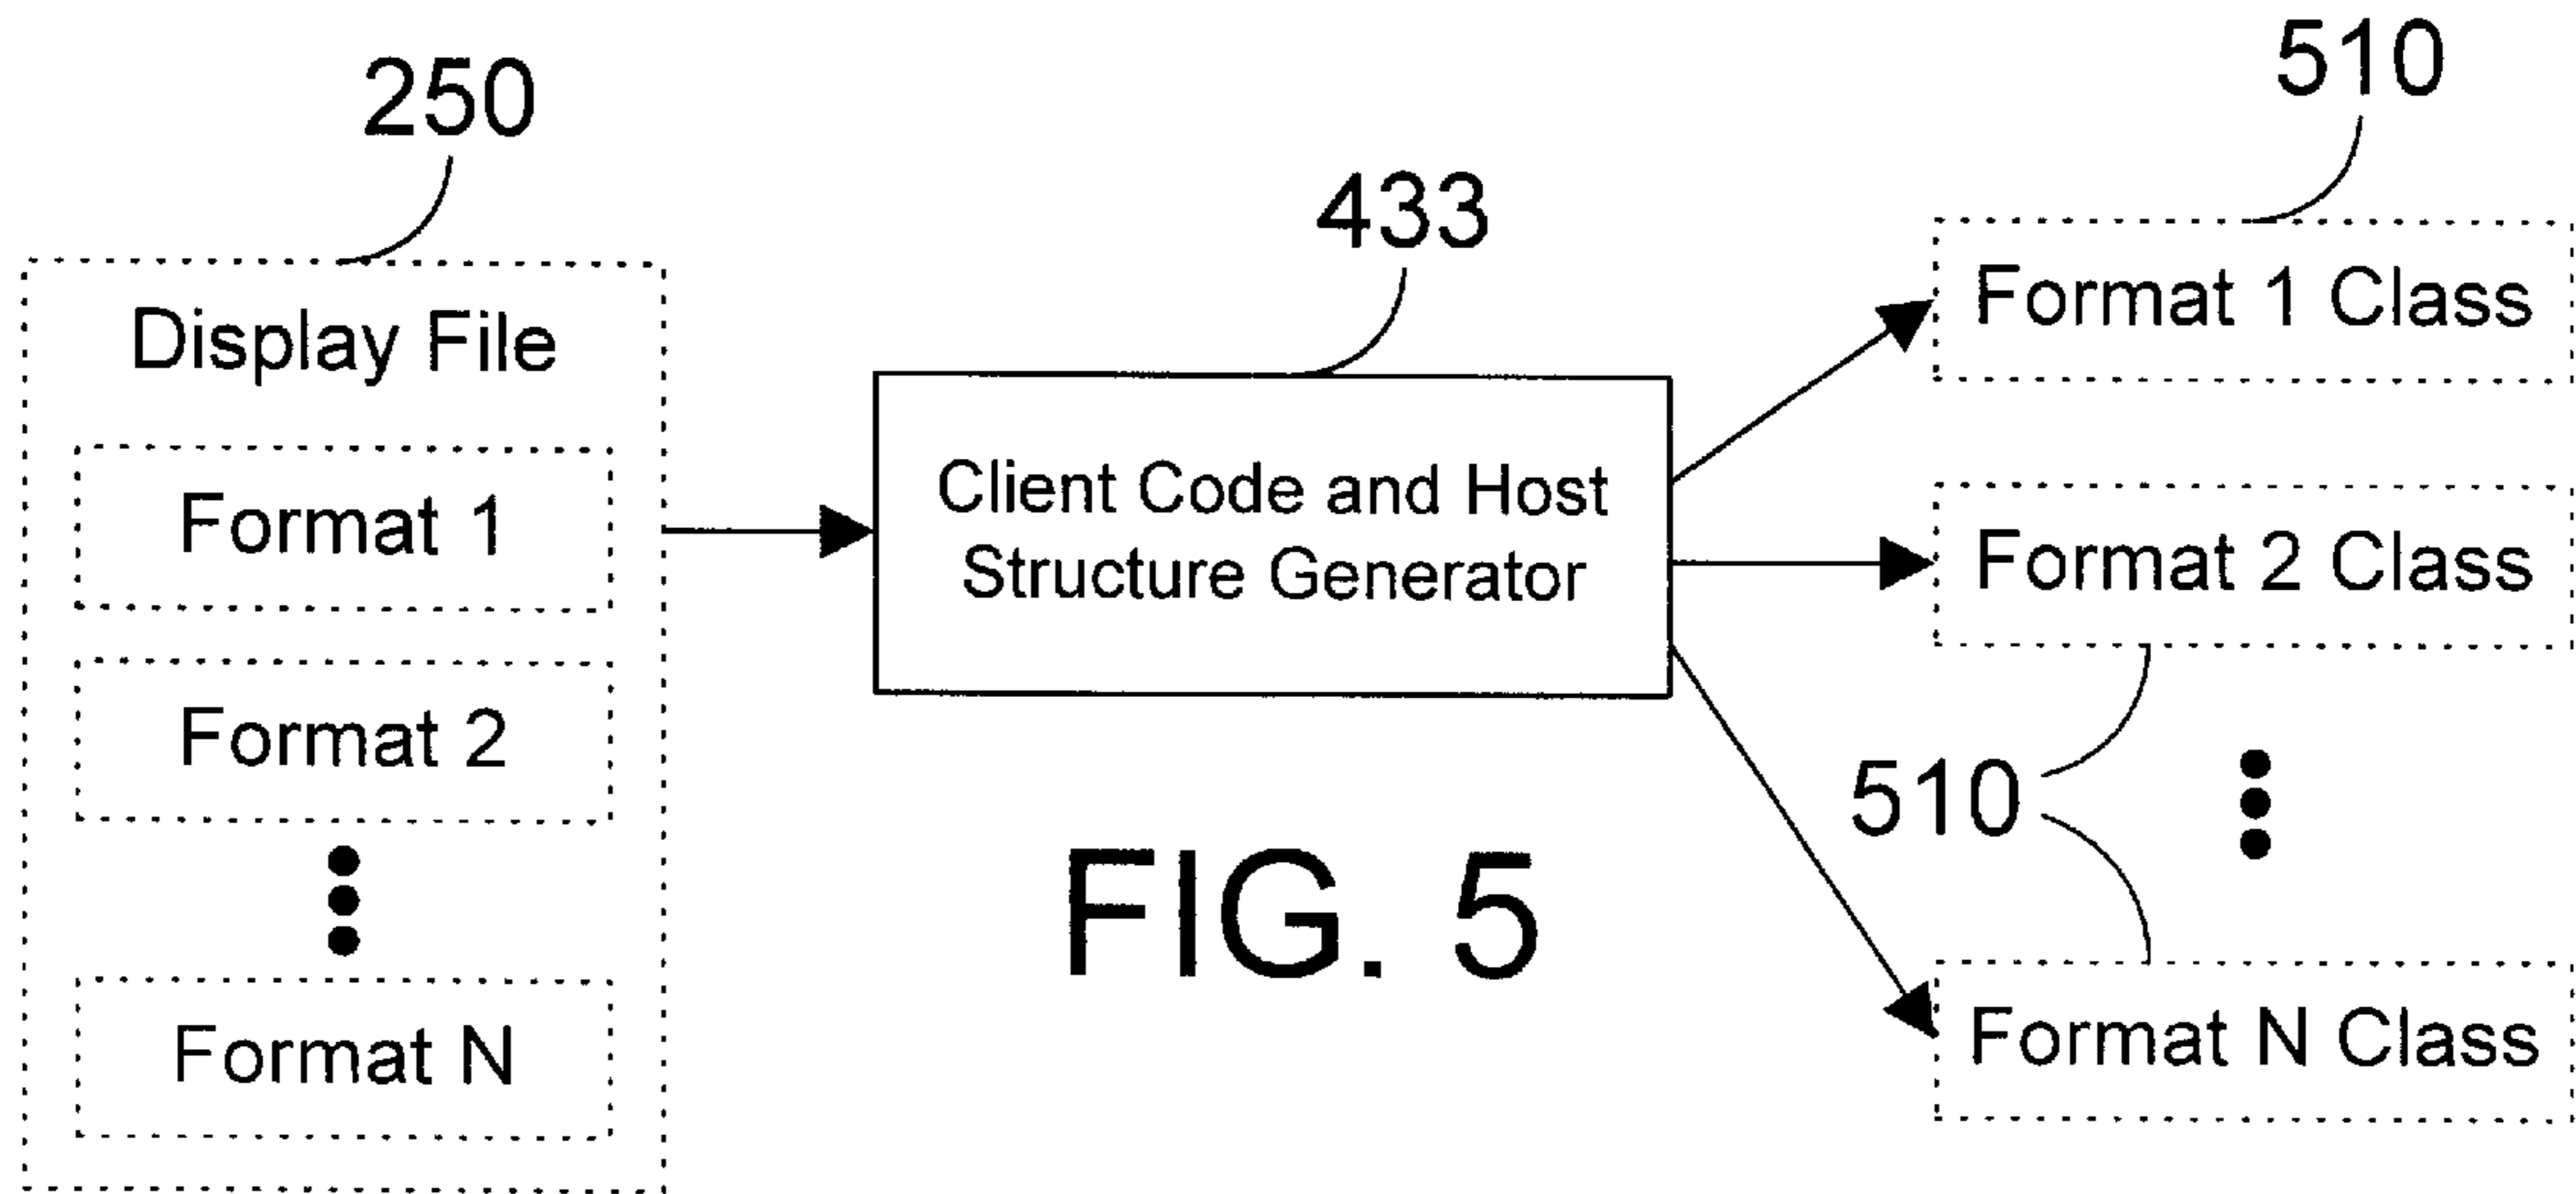 250
Display File
Format 1
Format 2
Format N
433
Client Code and Host
Structure Generator
FIG. 5
510
Format 1 Class
Format 2 Class
510
Format N Class